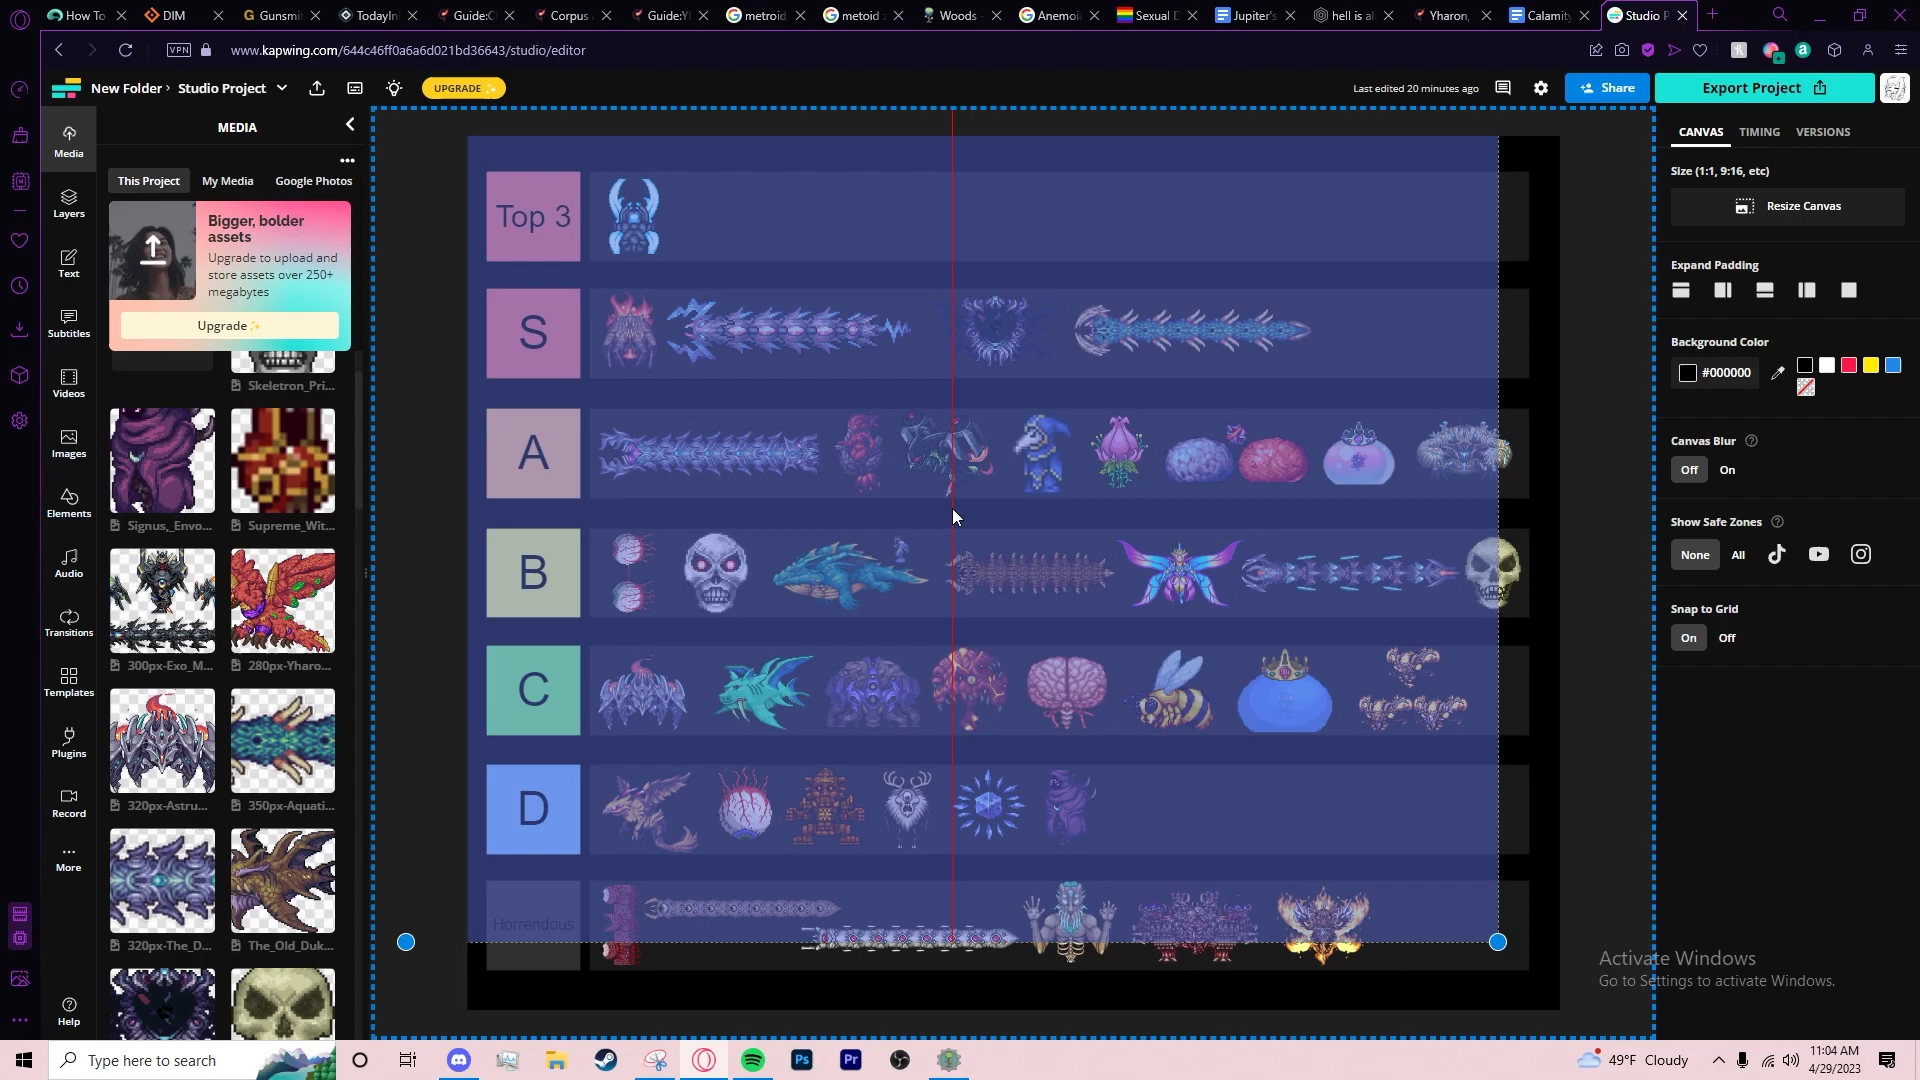 How To
DIM
Gunsmi
TodayIn
Guide:C
Corpus
Guide:Y
metroid
metoid
Woods -
Anemoi
Sexual D
Jupiter's
hell is al
Yharon,
Calamity
Studio P
VPN
www.kapwing.com/644c46ff0a6a6d021bd36643/studio/editor
New Folder › Studio Project
UPGRADE
Last edited 20 minutes ago
Share
Export Project
Media
Layers
Text
Subtitles
Videos
Images
Elements
Audio
Transitions
Templates
Plugins
Record
More
Help
MEDIA
This Project
My Media
Google Photos
Bigger, bolder
assets
Upgrade to upload and
store assets over 250+
megabytes
Upgrade
Skeletron_Pri...
Signus,_Envo...
Supreme_Wit...
300px-Exo_M...
280px-Yharo...
320px-Astru...
350px-Aquati...
320px-The_D...
The_Old_Duk...
Top 3
S
A
B
C
D
Horrendous
CANVAS
TIMING
VERSIONS
Size (1:1, 9:16, etc)
Resize Canvas
Expand Padding
Background Color
#000000
Canvas Blur
Off
On
Show Safe Zones
None
All
Snap to Grid
On
Off
Activate Windows
Go to Settings to activate Windows.
Type here to search
Ps
Pr
49°F Cloudy
11:04 AM
4/29/2023